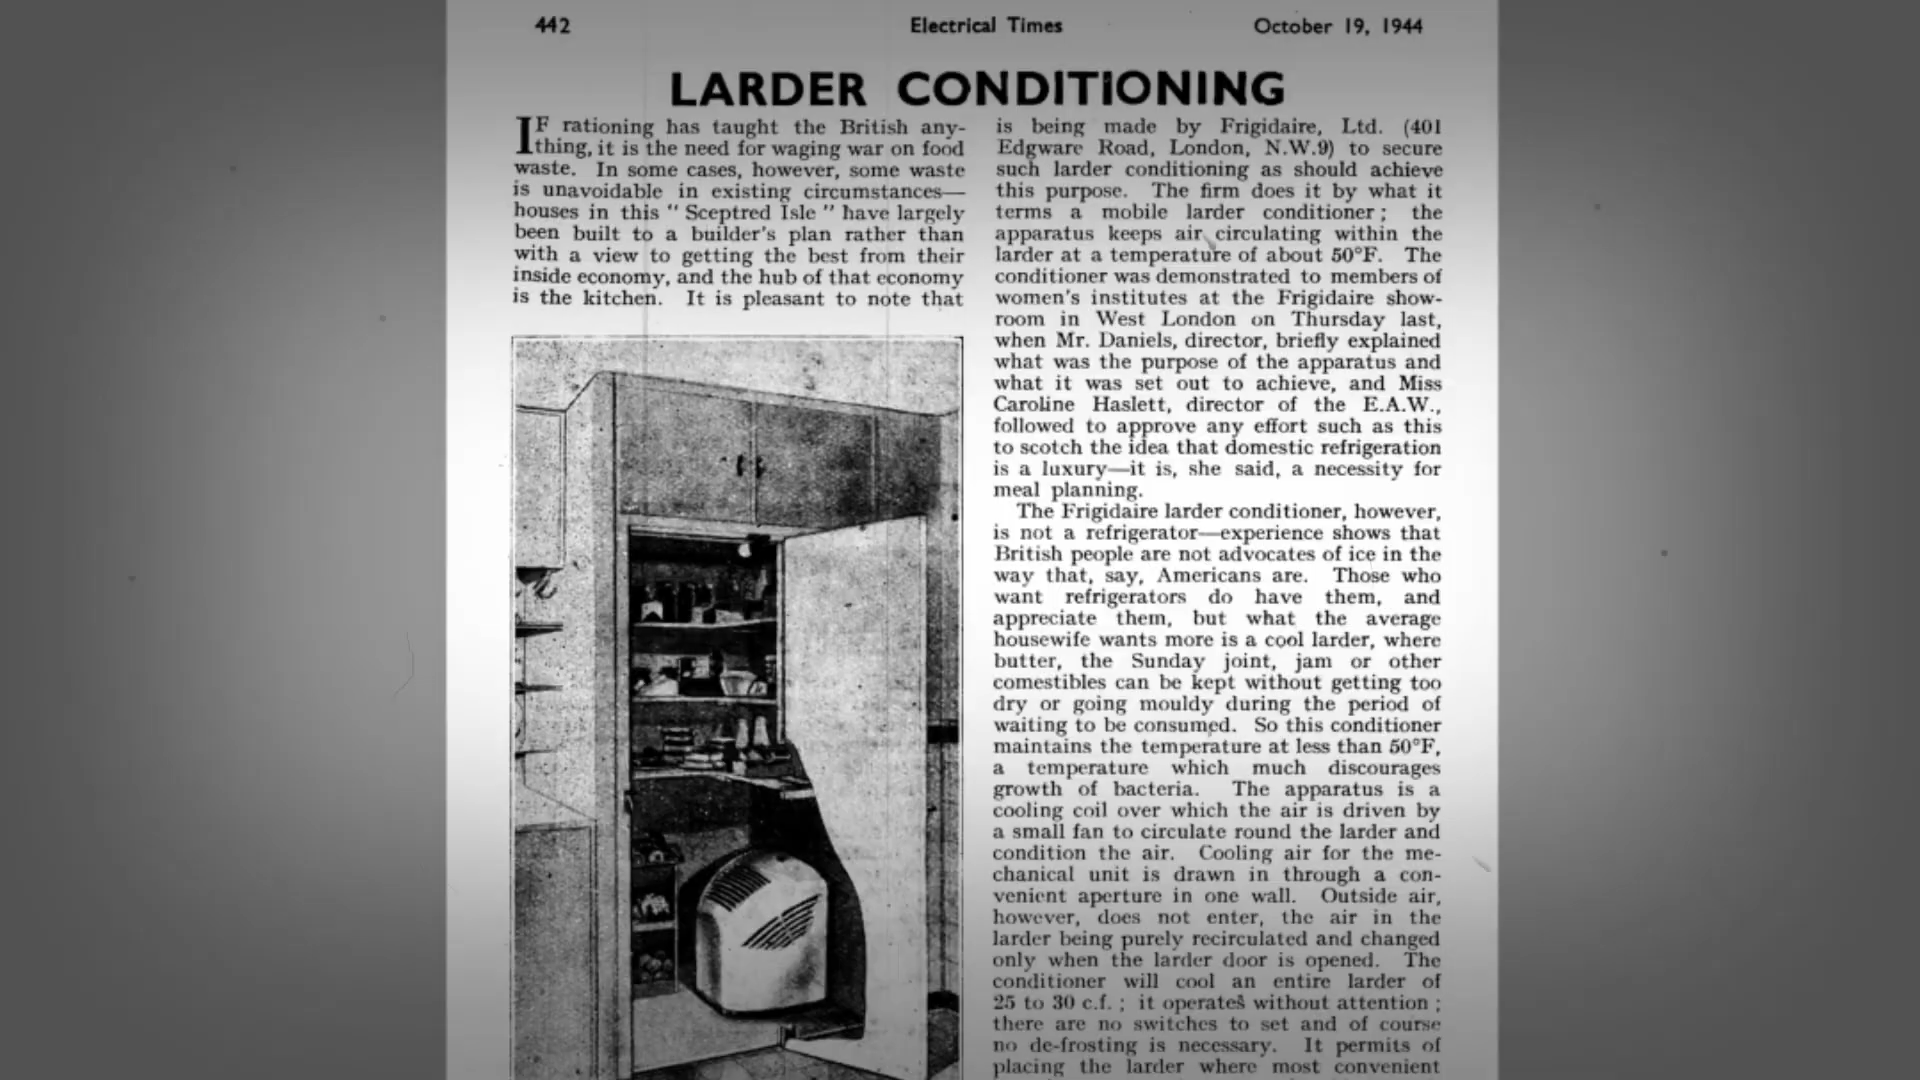 442
Electrical Times
October 19, 1944
LARDER CONDITIONING
IF rationing has taught the British any-
thing, it is the need for waging war on food
waste. In some cases, however, some waste
is unavoidable in existing circumstances—
houses in this " Sceptred Isle " have largely
been built to a builder's plan rather than
with a view to getting the best from their
inside economy, and the hub of that economy
is the kitchen. It is pleasant to note that
is being made by Frigidaire, Ltd. (401
Edgware Road, London, N.W.9) to secure
such larder conditioning as should achieve
this purpose. The firm does it by what it
terms a mobile larder conditioner ; the
apparatus keeps air circulating within the
larder at a temperature of about 50°F. The
conditioner was demonstrated to members of
women's institutes at the Frigidaire show-
room in West London on Thursday last,
when Mr. Daniels, director, briefly explained
what was the purpose of the apparatus and
what it was set out to achieve, and Miss
Caroline Haslett, director of the E.A.W.,
followed to approve any effort such as this
to scotch the idea that domestic refrigeration
is a luxury—it is, she said, a necessity for
meal planning.
The Frigidaire larder conditioner, however,
is not a refrigerator—experience shows that
British people are not advocates of ice in the
way that, say, Americans are. Those who
want refrigerators do have them, and
appreciate them, but what the average
housewife wants more is a cool larder, where
butter, the Sunday joint, jam or other
comestibles can be kept without getting too
dry or going mouldy during the period of
waiting to be consumed. So this conditioner
maintains the temperature at less than 50°F,
a temperature which much discourages
growth of bacteria. The apparatus is a
cooling coil over which the air is driven by
a small fan to circulate round the larder and
condition the air. Cooling air for the me-
chanical unit is drawn in through a con-
venient aperture in one wall. Outside air,
however, does not enter, the air in the
larder being purely recirculated and changed
only when the larder door is opened. The
conditioner will cool an entire larder of
25 to 30 c.f. ; it operates without attention ;
there are no switches to set and of course
no de-frosting is necessary. It permits of
placing the larder where most convenient